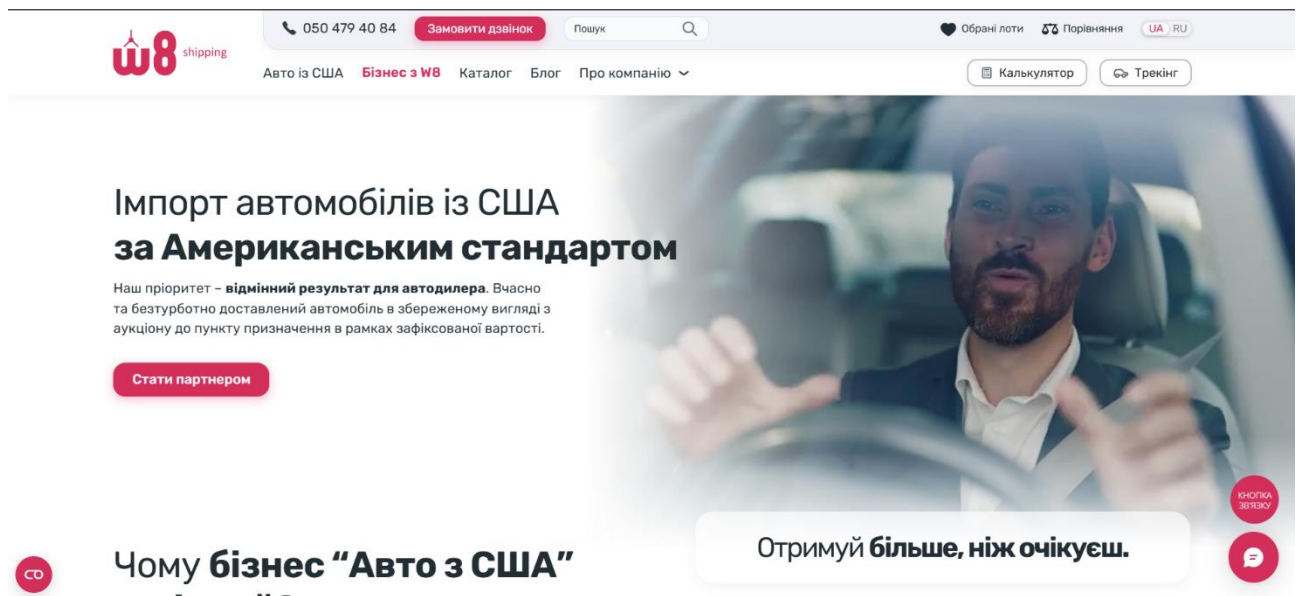 050 479 40 84
Замовити дзвінок
Пошук
Обрані лоти
Порівняння
UA RU
w8 shipping
Авто із США
Бізнес з W8
Каталог
Блог
Про компанію
Калькулятор
Трекінг
Імпорт автомобілів із США
за Американським стандартом
Наш пріоритет – відмінний результат для автодилера. Вчасно
та безтурботно доставлений автомобіль в збереженому вигляді з
аукціону до пункту призначення в рамках зафіксованої вартості.
Стати партнером
КНОПКА
ЗВ'ЯЗКУ
Отримуй більше, ніж очікуєш.
Чому бізнес “Авто з США”